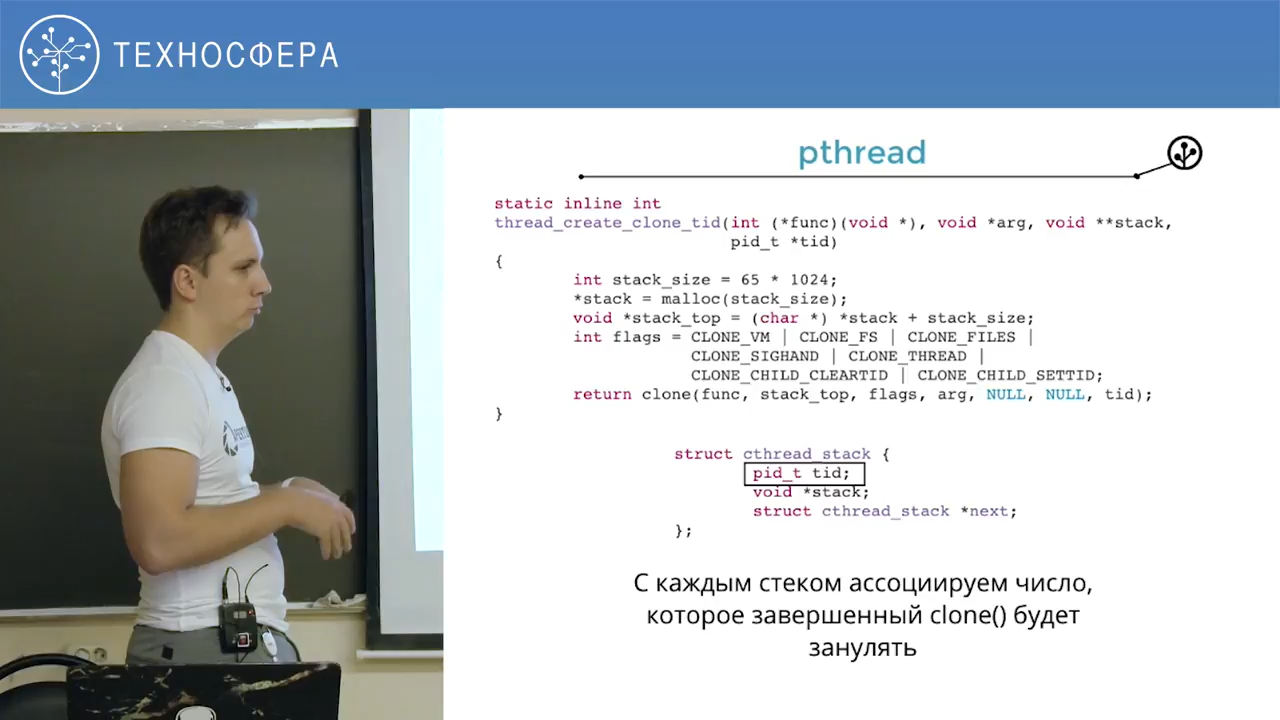 ТЕХНОСФЕРА
pthread
static inline int
thread_create_clone_tid(int (*func)(void *), void *arg, void **stack,
pid_t *tid)
{
int stack_size = 65 * 1024;
*stack = malloc(stack_size);
void *stack_top = (char *) *stack + stack_size;
int flags = CLONE_VM | CLONE_FS | CLONE_FILES |
CLONE_SIGHAND | CLONE_THREAD |
CLONE_CHILD_CLEARTID | CLONE_CHILD_SETTID;
return clone(func, stack_top, flags, arg, NULL, NULL, tid);
}
struct cthread_stack {
pid_t tid;
void *stack;
struct cthread_stack *next;
};
С каждым стеком ассоциируем число,
которое завершенный clone() будет
занулять